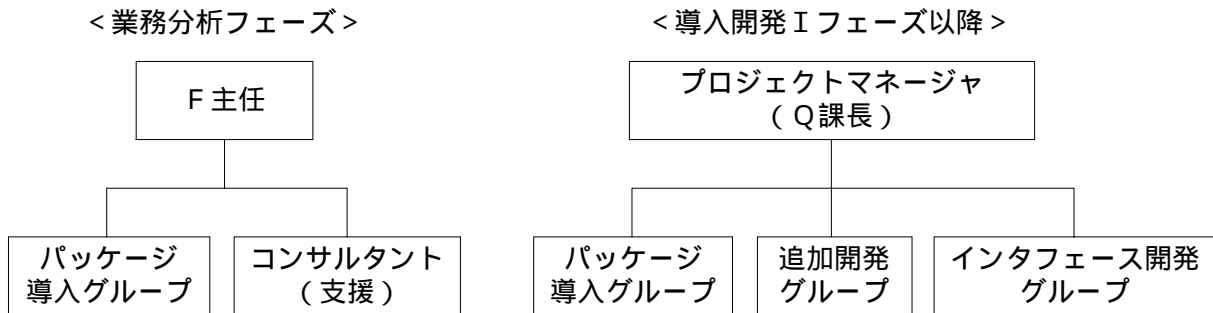 ＜業務分析フェーズ＞
＜導入開発Ⅰフェーズ以降＞
Ｆ主任
プロジェクトマネージャ
（Ｑ課長）
パッケージ
導入グループ
コンサルタント
（支援）
パッケージ
導入グループ
追加開発
グループ
インタフェース開発
グループ